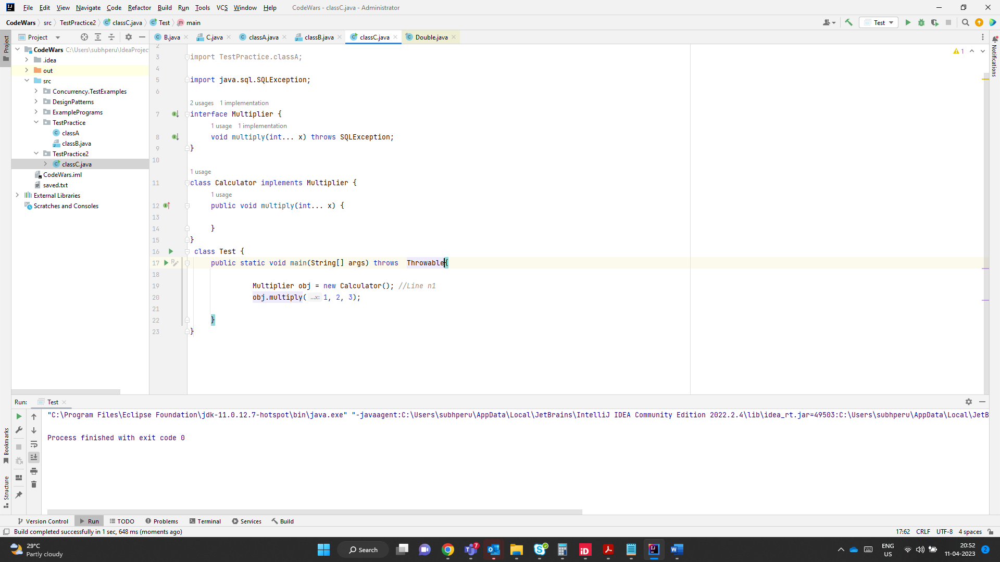 File Edit View Navigate Code Refactor Build Run Tools VCS Window Help CodeWars - classC.java - Administrator
CodeWars src TestPractice2 classC.java Test main Test
Project B.java C.java classA.java classB.java classC.java Double.java
Project
Notifications
CodeWars C:\Users\subhperu\IdeaProjec
.idea
out
src
Concurrency.TestExamples
DesignPatterns
ExamplePrograms
TestPractice
classA
classB.java
TestPractice2
classC.java
CodeWars.iml
saved.txt
External Libraries
Scratches and Consoles
1
2
3 import TestPractice.classA;
4
5 import java.sql.SQLException;
6
2 usages 1 implementation
7 interface Multiplier {
1 usage 1 implementation
8 void multiply(int... x) throws SQLException;
9 }
10
1 usage
11 class Calculator implements Multiplier {
1 usage
12 public void multiply(int... x) {
13
14 }
15 }
16 class Test {
17 public static void main(String[] args) throws Throwable{
18
19 Multiplier obj = new Calculator(); //Line n1
20 obj.multiply( ...x: 1, 2, 3);
21
22 }
23 }
Run: Test
"C:\Program Files\Eclipse Foundation\jdk-11.0.12.7-hotspot\bin\java.exe" "-javaagent:C:\Users\subhperu\AppData\Local\JetBrains\IntelliJ IDEA Community Edition 2022.2.4\lib\idea_rt.jar=49503:C:\Users\subhperu\AppData\Local\JetB
Process finished with exit code 0
Bookmarks
Structure
Version Control Run TODO Problems Terminal Services Build
Build completed successfully in 1 sec, 648 ms (moments ago) 17:62 CRLF UTF-8 4 spaces
29°C
Partly cloudy
Search
7
iD
ENG
US
20:52
11-04-2023
2